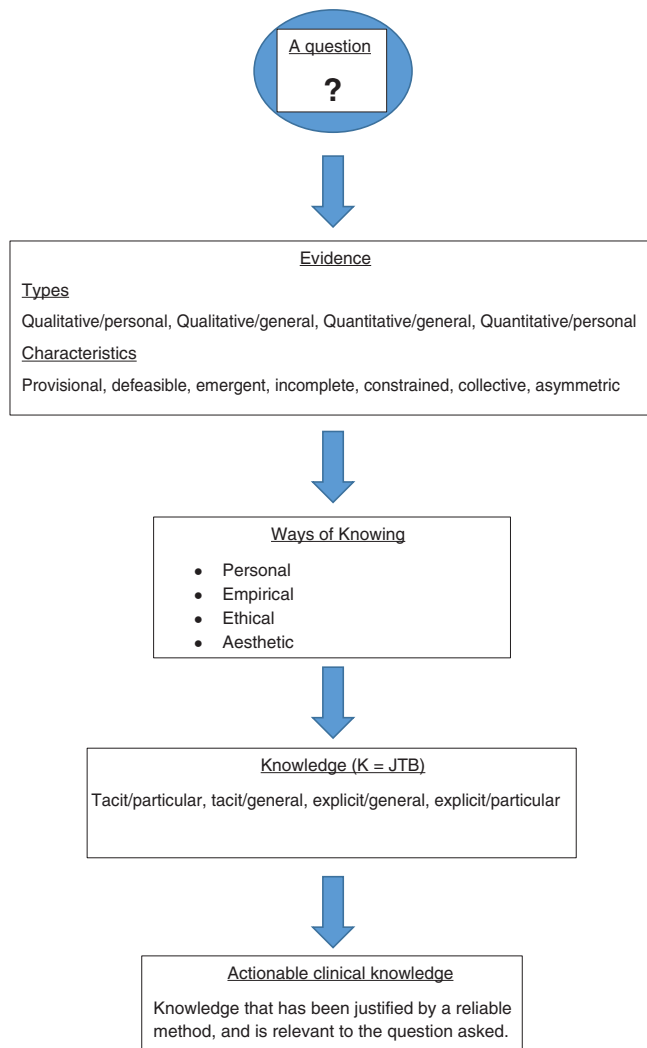 A question
?
Evidence
Types
Qualitative/personal, Qualitative/general, Quantitative/general, Quantitative/personal
Characteristics
Provisional, defeasible, emergent, incomplete, constrained, collective, asymmetric
Ways of Knowing
• Personal
• Empirical
• Ethical
• Aesthetic
Knowledge (K = JTB)
Tacit/particular, tacit/general, explicit/general, explicit/particular
Actionable clinical knowledge
Knowledge that has been justified by a reliable
method, and is relevant to the question asked.